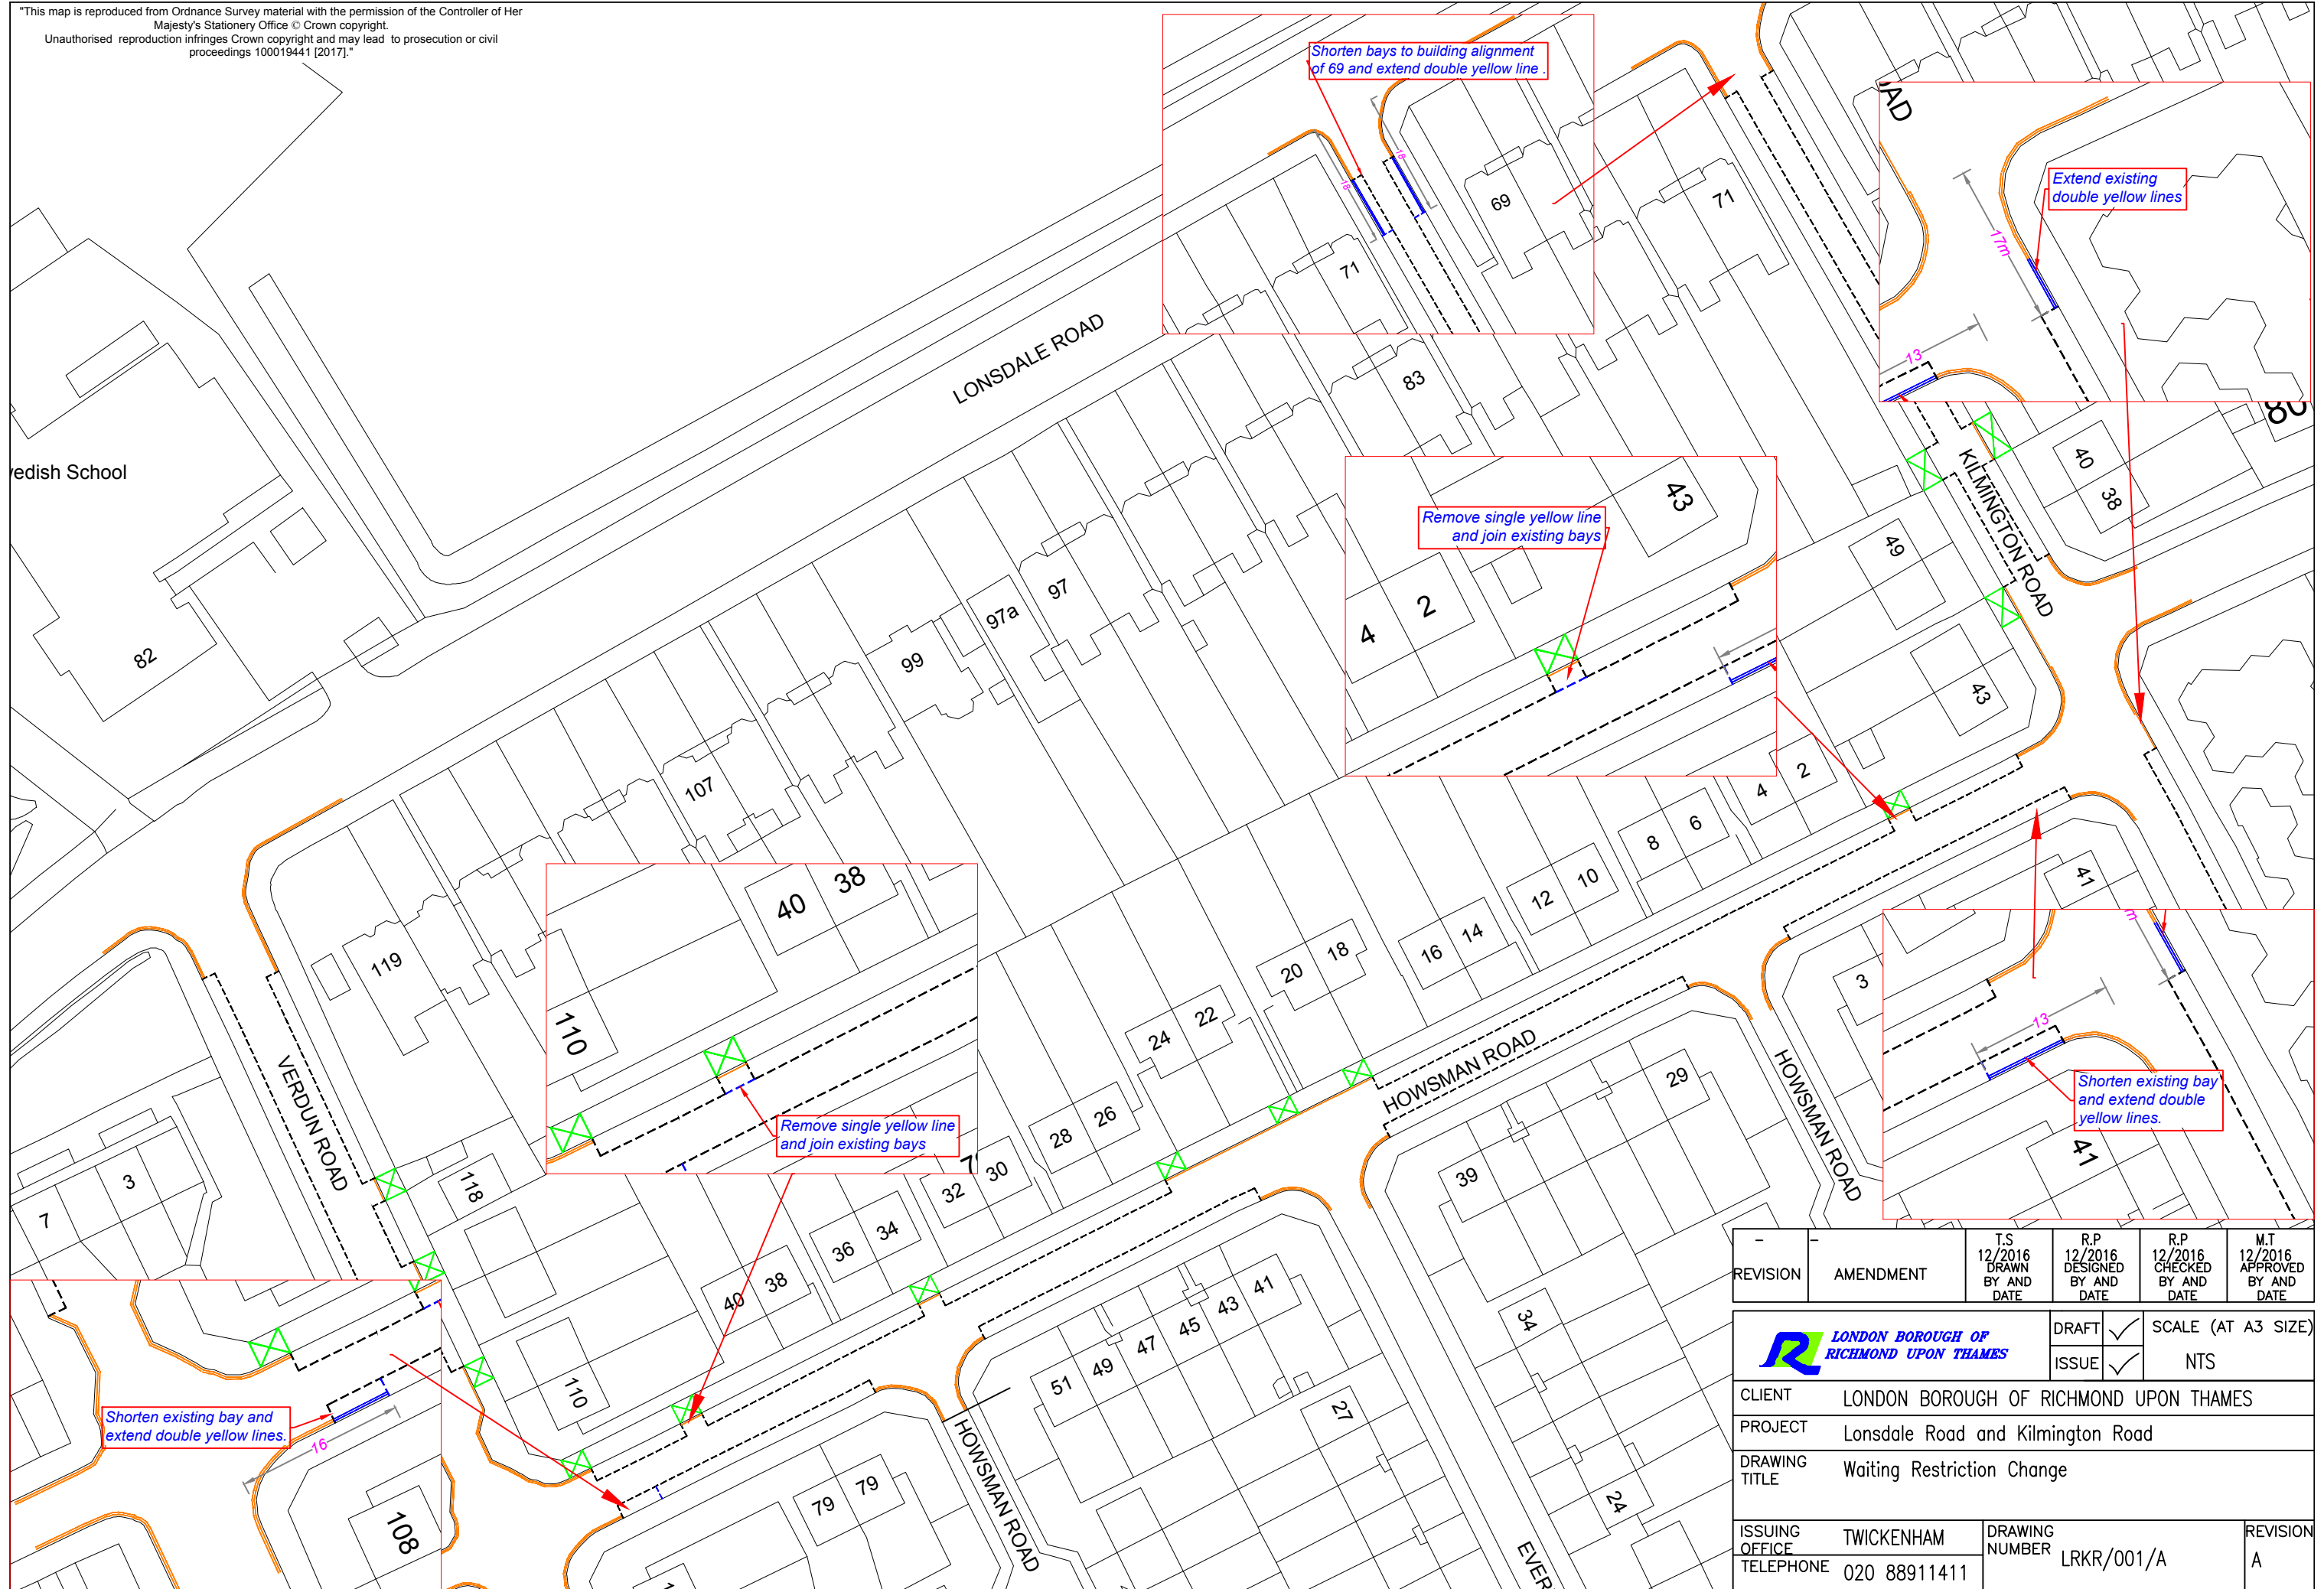 "This map is reproduced from Ordnance Survey material with the permission of the Controller of Her
Majesty's Stationery Office © Crown copyright.
Unauthorised reproduction infringes Crown copyright and may lead to prosecution or civil
proceedings 100019441 [2017]."
Shorten bays to building alignment
of 69 and extend double yellow line .
18
18
69
71
71
83
LONSDALE ROAD
Extend existing
double yellow lines
17m
13
80
40
38
KILMINGTON ROAD
edish School
82
43
Remove single yellow line
and join existing bays
4
2
49
43
97
97a
99
107
119
4
2
8
6
12
10
16
14
20
18
24
22
28
26
32
30
36
34
40
38
40
38
110
Remove single yellow line
and join existing bays
41
3
13
Shorten existing bay
and extend double
yellow lines.
41
HOWSMAN ROAD
HOWSMAN ROAD
HOWSMAN ROAD
29
39
34
24
27
51
49
47
45
43
41
VERDUN ROAD
118
110
3
7
79
79
Shorten existing bay and
extend double yellow lines.
16
108
EVER
- -
REVISION AMENDMENT
T.S
12/2016
DRAWN
BY AND
DATE
R.P
12/2016
DESIGNED
BY AND
DATE
R.P
12/2016
CHECKED
BY AND
DATE
M.T
12/2016
APPROVED
BY AND
DATE
LONDON BOROUGH OF
RICHMOND UPON THAMES
DRAFT ✓
ISSUE ✓
SCALE (AT A3 SIZE)
NTS
CLIENT LONDON BOROUGH OF RICHMOND UPON THAMES
PROJECT Lonsdale Road and Kilmington Road
DRAWING
TITLE
Waiting Restriction Change
ISSUING
OFFICE
TWICKENHAM
TELEPHONE 020 88911411
DRAWING
NUMBER
LRKR/001/A
REVISION
A